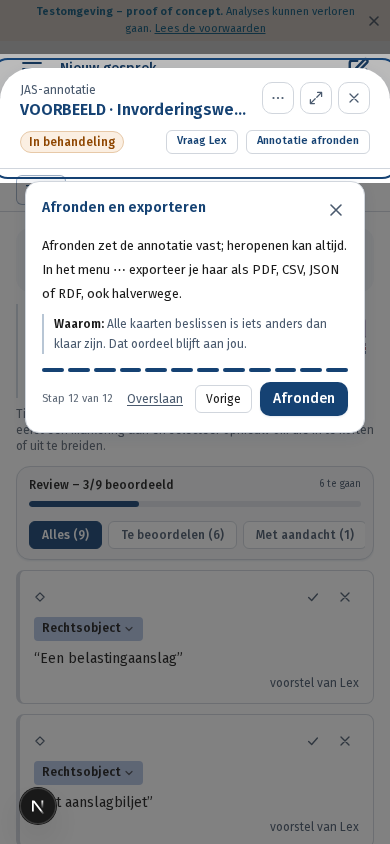 Testomgeving – proof of concept. Analyses kunnen verloren
gaan. Lees de voorwaarden
Nieuw gesprek
JAS-annotatie
VOORBEELD · Invorderingswe...
In behandeling
Vraag Lex
Annotatie afronden
Afronden en exporteren
Afronden zet de annotatie vast; heropenen kan altijd.
In het menu ··· exporteer je haar als PDF, CSV, JSON
of RDF, ook halverwege.
Waarom: Alle kaarten beslissen is iets anders dan
klaar zijn. Dat oordeel blijft aan jou.
Stap 12 van 12
Overslaan
Vorige
Afronden
of uit te breiden.
Review – 3/9 beoordeeld
6 te gaan
Alles (9)
Te beoordelen (6)
Met aandacht (1)
Rechtsobject
“Een belastingaanslag”
voorstel van Lex
Rechtsobject
aanslagbiljet”
voorstel van Lex